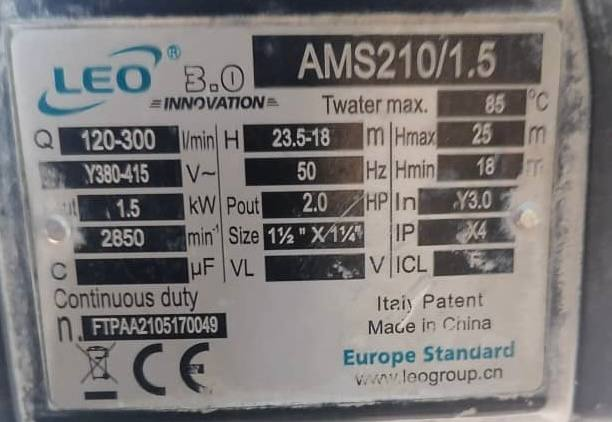 LEO® 3.0 AMS210/1.5
INNOVATION
Twater max. 85 °C
Q 120-300 l/min H 23.5-18 m Hmax 25 m
Y380-415 V~ 50 Hz Hmin 18 m
1.5 kW Pout 2.0 HP In Y3.0 A
2850 min⁻¹ Size 1½" X 1¼" IP X4
C μF VL V ICL F
Continuous duty
Italy Patent
n. FTPAA2105170049
Made in China
CE
Europe Standard
www.leogroup.cn